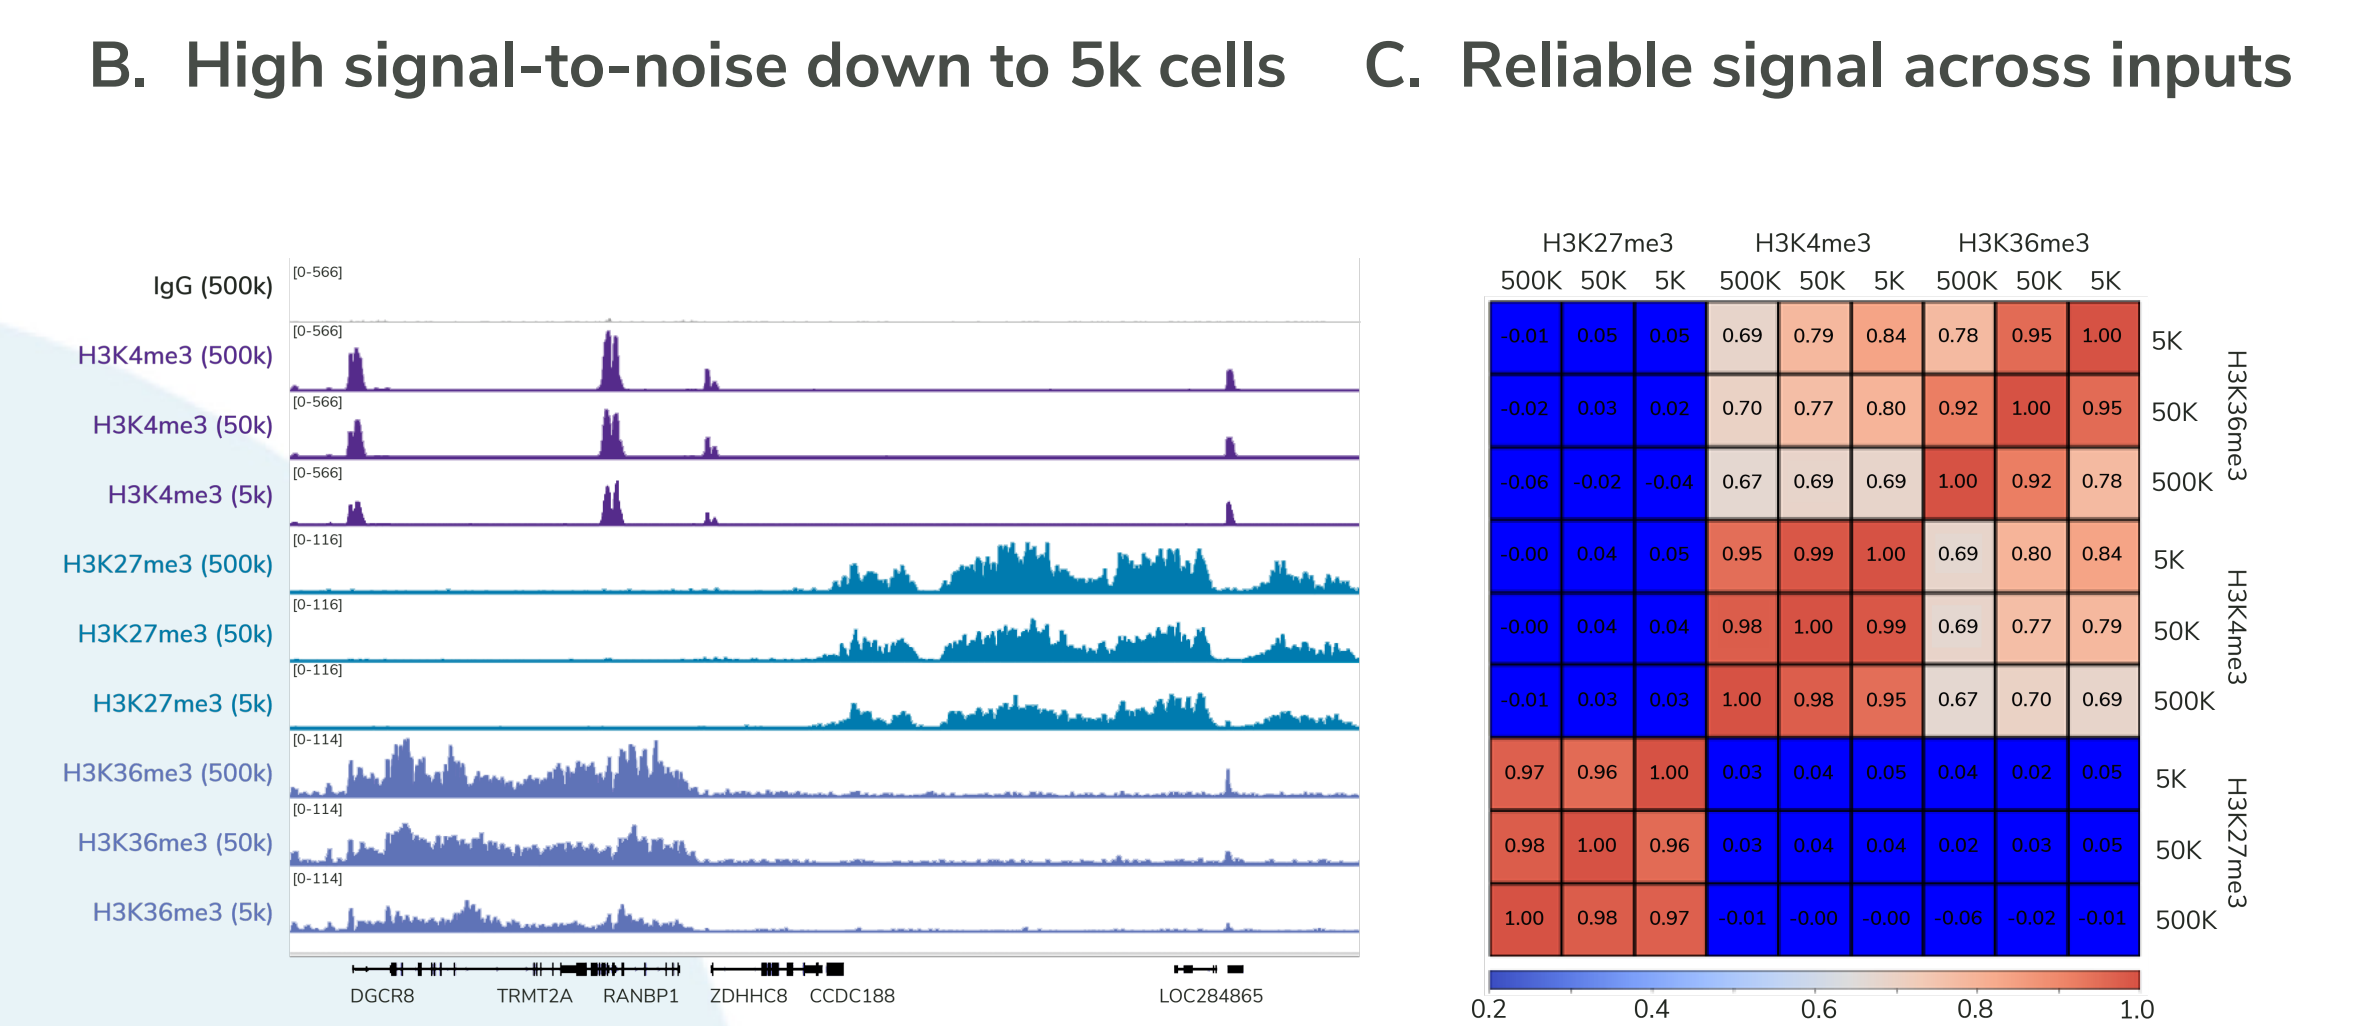 B. High signal-to-noise down to 5k cells
IgG (500k)
[0-566]
H3K4me3 (500k)
[0-566]
H3K4me3 (50k)
[0-566]
H3K4me3 (5k)
[0-566]
H3K27me3 (500k)
[0-116]
H3K27me3 (50k)
[0-116]
H3K27me3 (5k)
[0-116]
H3K36me3 (500k)
[0-114]
H3K36me3 (50k)
[0-114]
H3K36me3 (5k)
[0-114]
DGCR8 TRMT2A RANBP1 ZDHHC8 CCDC188 LOC284865
C. Reliable signal across inputs
H3K27me3 H3K4me3 H3K36me3
500K 50K 5K 500K 50K 5K 500K 50K 5K
-0.01 0.05 0.05 0.69 0.79 0.84 0.78 0.95 1.00 5K
-0.02 0.03 0.02 0.70 0.77 0.80 0.92 1.00 0.95 50K
-0.06 -0.02 -0.04 0.67 0.69 0.69 1.00 0.92 0.78 500K
H3K36me3
-0.00 0.04 0.05 0.95 0.99 1.00 0.69 0.80 0.84 5K
-0.00 0.04 0.04 0.98 1.00 0.99 0.69 0.77 0.79 50K
-0.01 0.03 0.03 1.00 0.98 0.95 0.67 0.70 0.69 500K
H3K4me3
0.97 0.96 1.00 0.03 0.04 0.05 0.04 0.02 0.05 5K
0.98 1.00 0.96 0.03 0.04 0.04 0.02 0.03 0.05 50K
1.00 0.98 0.97 -0.01 -0.00 -0.00 -0.06 -0.02 -0.01 500K
H3K27me3
0.2 0.4 0.6 0.8 1.0